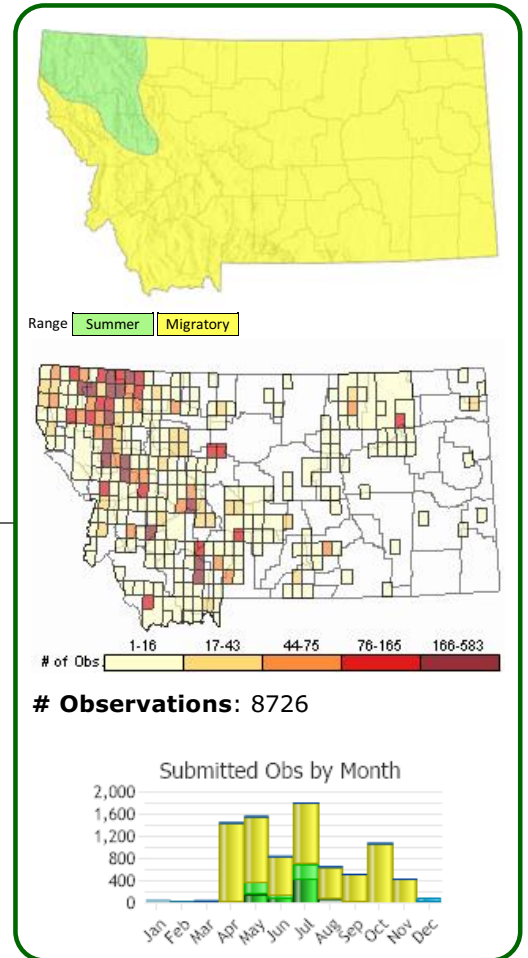 Range Summer Migratory
1-16 17-43 44-75 76-165 166-583
# of Obs.
# Observations: 8726
Submitted Obs by Month
2,000
1,600
1,200
800
400
0
Jan Feb Mar Apr May Jun Jul Aug Sep Oct Nov Dec